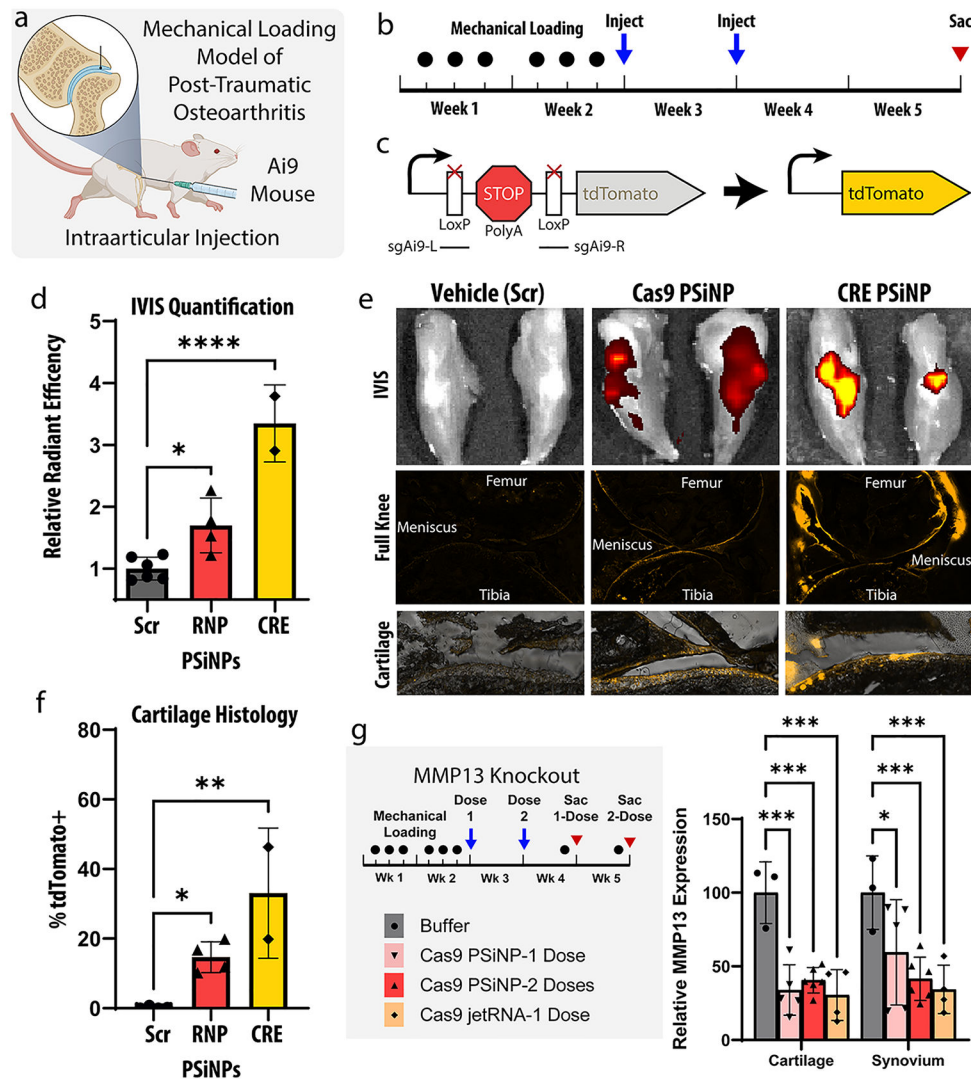 a
Mechanical Loading
Model of
Post-Traumatic
Osteoarthritis
Ai9
Mouse
Intraarticular Injection
b
Mechanical Loading
Inject
Inject
Sac
Week 1
Week 2
Week 3
Week 4
Week 5
c
STOP
tdTomato
tdTomato
LoxP
PolyA
LoxP
sgAi9-L
sgAi9-R
d
IVIS Quantification
Relative Radiant Efficency
5
4
3
2
1
****
*
Scr
RNP
CRE
PSiNPs
e
Vehicle (Scr)
Cas9 PSiNP
CRE PSiNP
IVIS
Full Knee
Femur
Meniscus
Tibia
Femur
Meniscus
Tibia
Femur
Meniscus
Tibia
Cartilage
f
Cartilage Histology
% tdTomato+
80
60
40
20
0
**
*
Scr
RNP
CRE
PSiNPs
g
MMP13 Knockout
Mechanical
Loading
Dose
1
Dose
2
Sac
1-Dose
Sac
2-Dose
Wk 1
Wk 2
Wk 3
Wk 4
Wk 5
Buffer
Cas9 PSiNP-1 Dose
Cas9 PSiNP-2 Doses
Cas9 jetRNA-1 Dose
Relative MMP13 Expression
150
100
50
0
***
***
***
***
***
*
Cartilage
Synovium